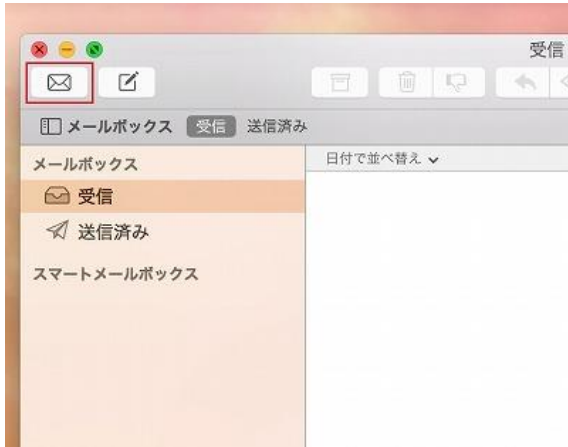 受信
メールボックス 受信 送信済み
メールボックス
日付で並べ替え
受信
送信済み
スマートメールボックス